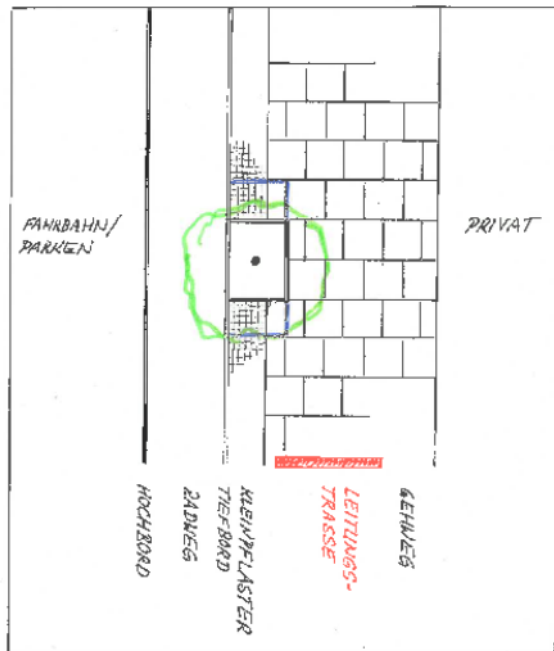 FAHRBAHN/
PARKEN
PRIVAT
HOCHBORD
RADWEG
TIEFBORD
KLEINPFLASTER
LEITUNGS-
TRASSE
GEHWEG